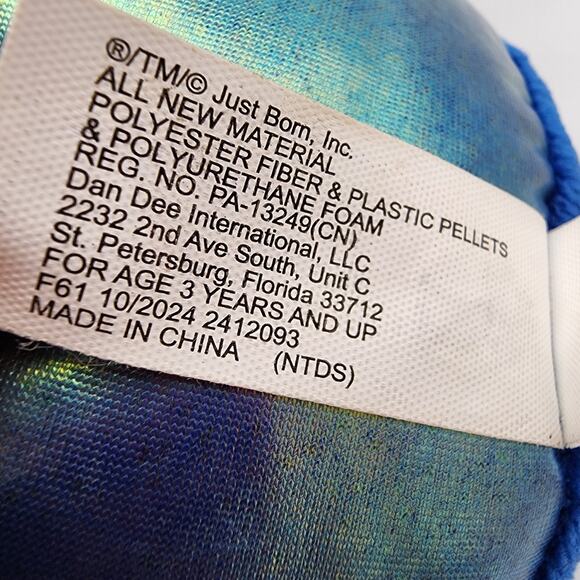 ®/TM/© Just Born, Inc.
ALL NEW MATERIAL
POLYESTER FIBER & PLASTIC PELLETS
& POLYURETHANE FOAM
REG. NO. PA-13249(CN)
Dan Dee International, LLC
2232 2nd Ave South, Unit C
St. Petersburg, Florida 33712
FOR AGE 3 YEARS AND UP
F61 10/2024 2412093
MADE IN CHINA (NTDS)